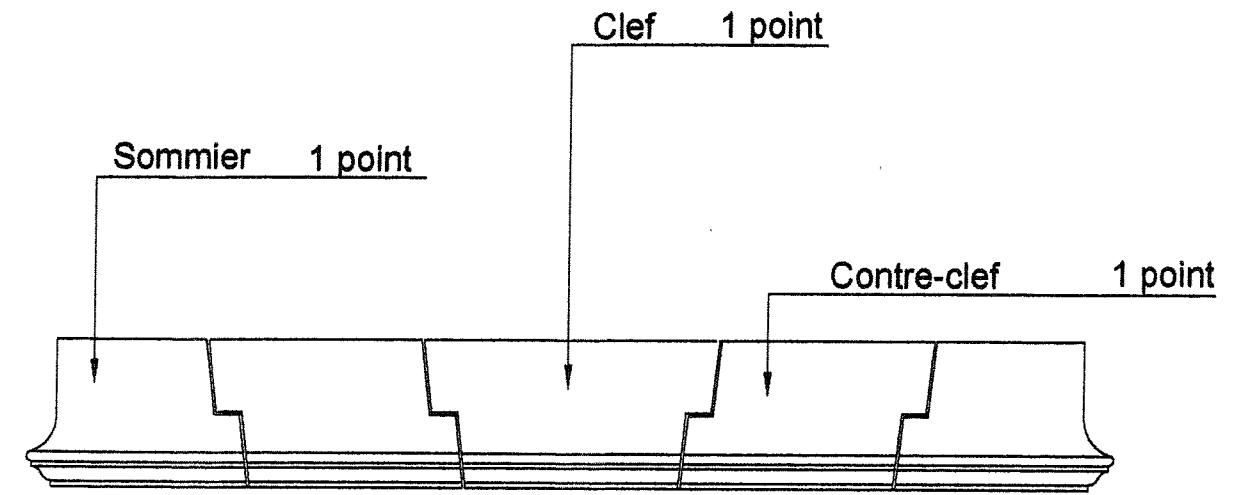 Clef 1 point
Sommier 1 point
Contre-clef 1 point